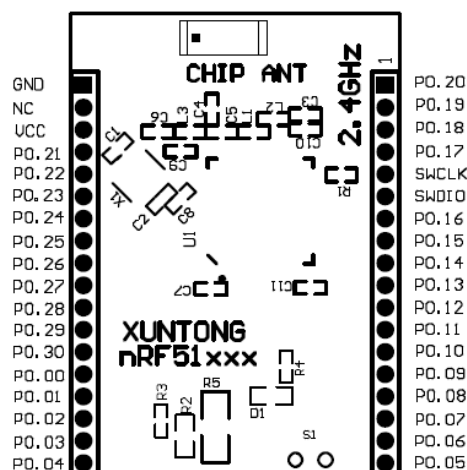 CHIP ANT
2.4GHz
1
GND
NC
VCC
P0.21
P0.22
P0.23
P0.24
P0.25
P0.26
P0.27
P0.28
P0.29
P0.30
P0.00
P0.01
P0.02
P0.03
P0.04
C6
L3
C4
C5
L1
L2
C3
C10
C1
C9
R1
X1
C2
C8
U1
C7
C11
XUNTONG
nRF51xxx
R4
R3
R2
R5
D1
S1
P0.20
P0.19
P0.18
P0.17
SWCLK
SWDIO
P0.16
P0.15
P0.14
P0.13
P0.12
P0.11
P0.10
P0.09
P0.08
P0.07
P0.06
P0.05